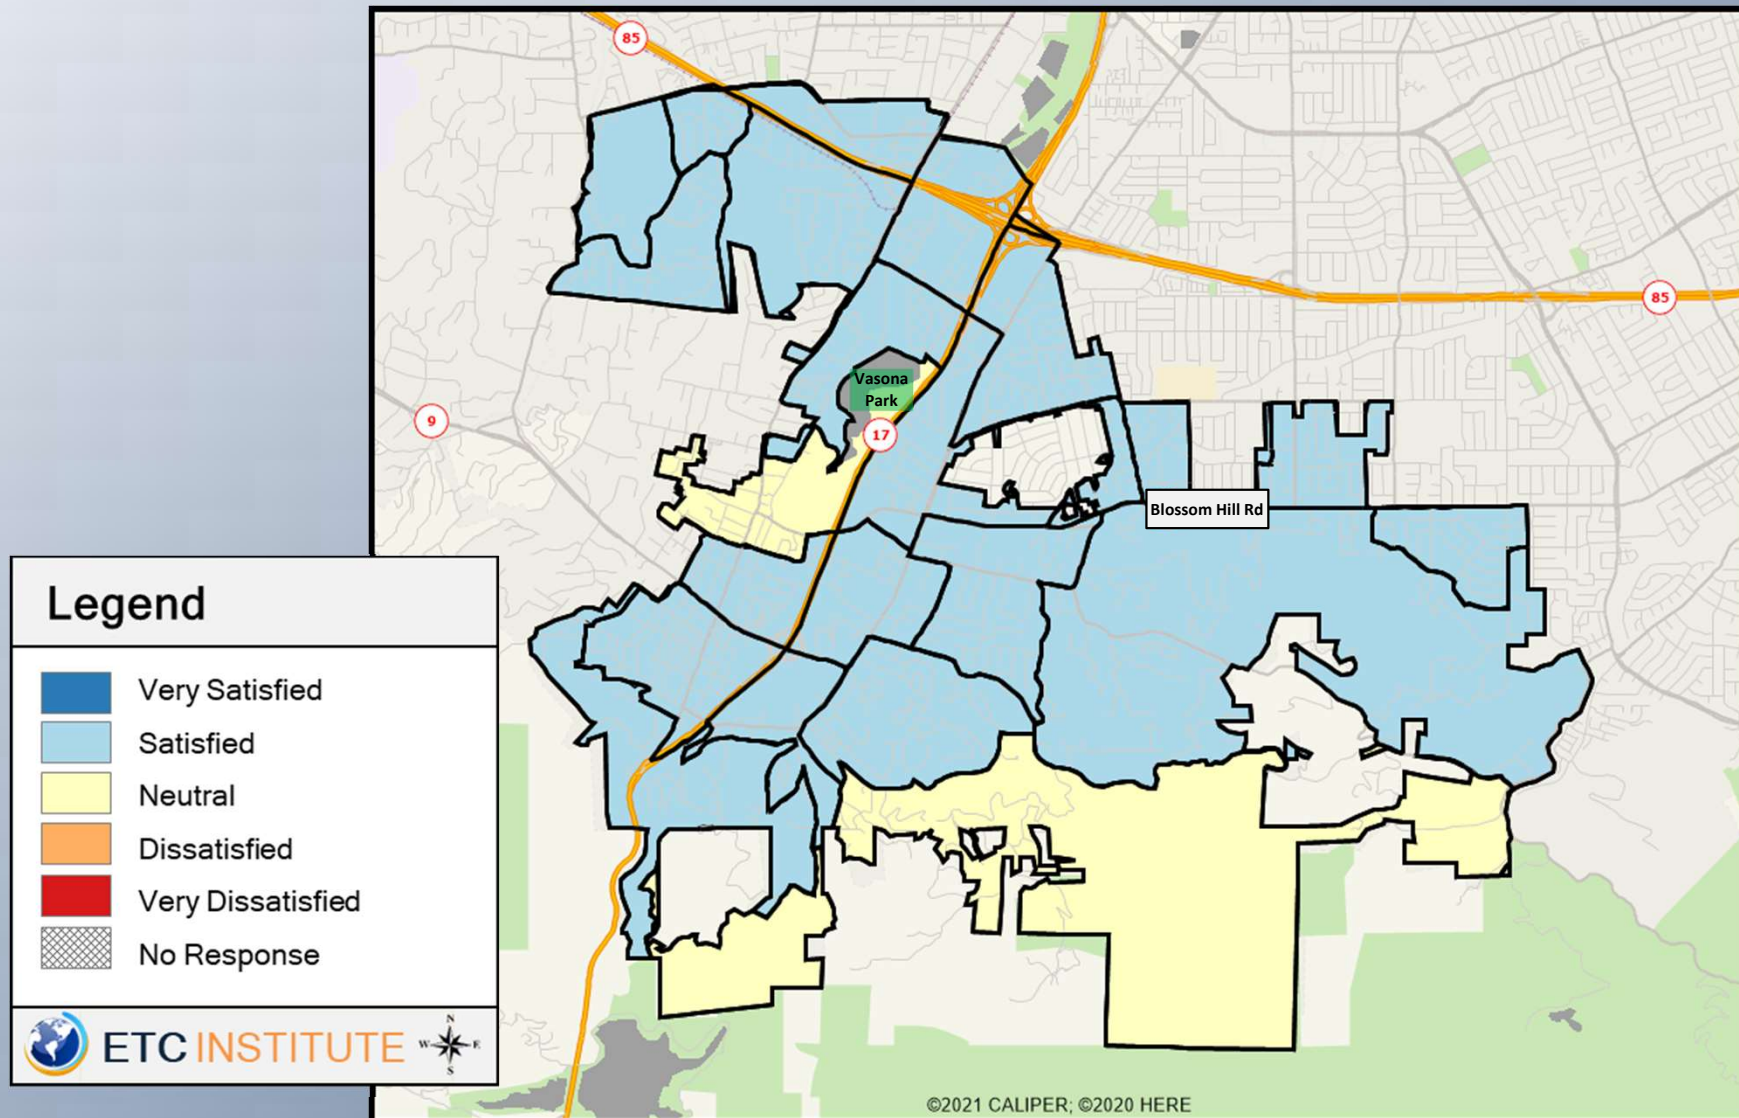 85
85
9
Vasona
Park
17
Blossom Hill Rd
Legend
Very Satisfied
Satisfied
Neutral
Dissatisfied
Very Dissatisfied
No Response
ETC INSTITUTE
N
W E
S
©2021 CALIPER; ©2020 HERE